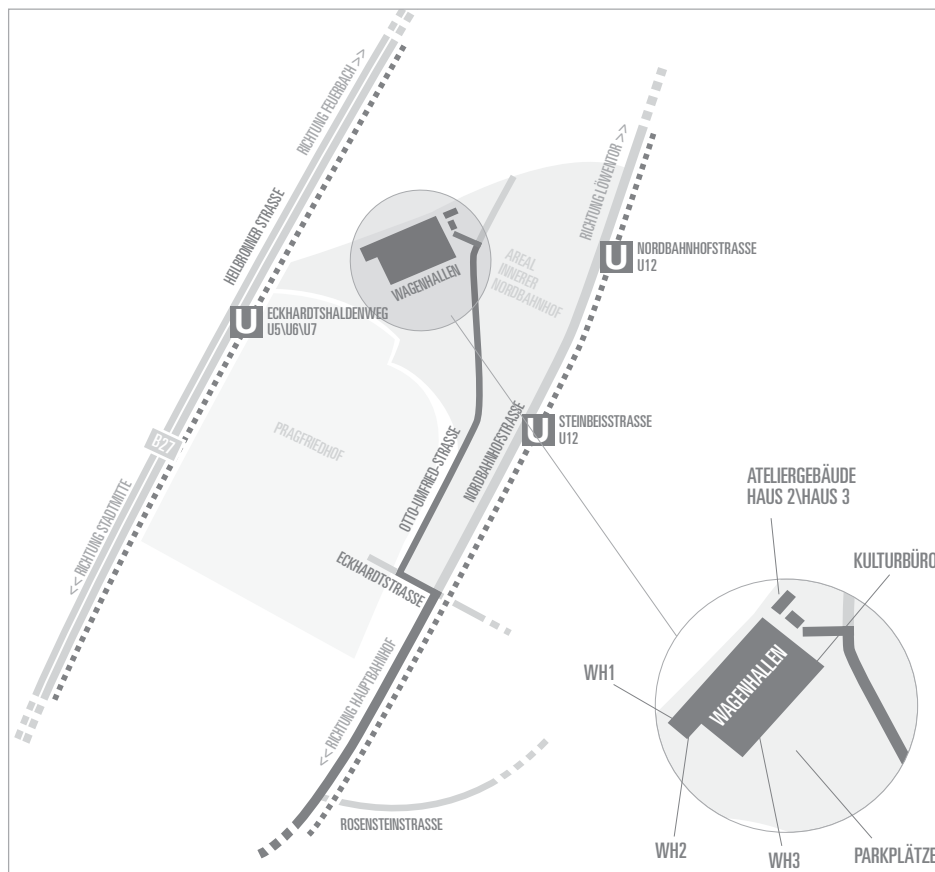 RICHTUNG FEUERBACH >>
HEILBRONNER STRASSE
RICHTUNG LÖWENTOR >>
U
NORDBAHNHOFSTRASSE
U12
AREAL
INNERER
NORDBAHNHOF
WAGENHALLEN
U
ECKHARDTSHALDENWEG
U5\U6\U7
U
STEINBEISSTRASSE
U12
B27
PRAGFRIEDHOF
OTTO-UMFRIED-STRASSE
NORDBAHNHOFSTRASSE
<< RICHTUNG STADTMITTE
ECKHARDTSTRASSE
<< RICHTUNG HAUPTBAHNHOF
ROSENSTEINSTRASSE
ATELIERGEBÄUDE
HAUS 2\HAUS 3
KULTURBÜRO
WH1
WAGENHALLEN
WH2
WH3
PARKPLÄTZE